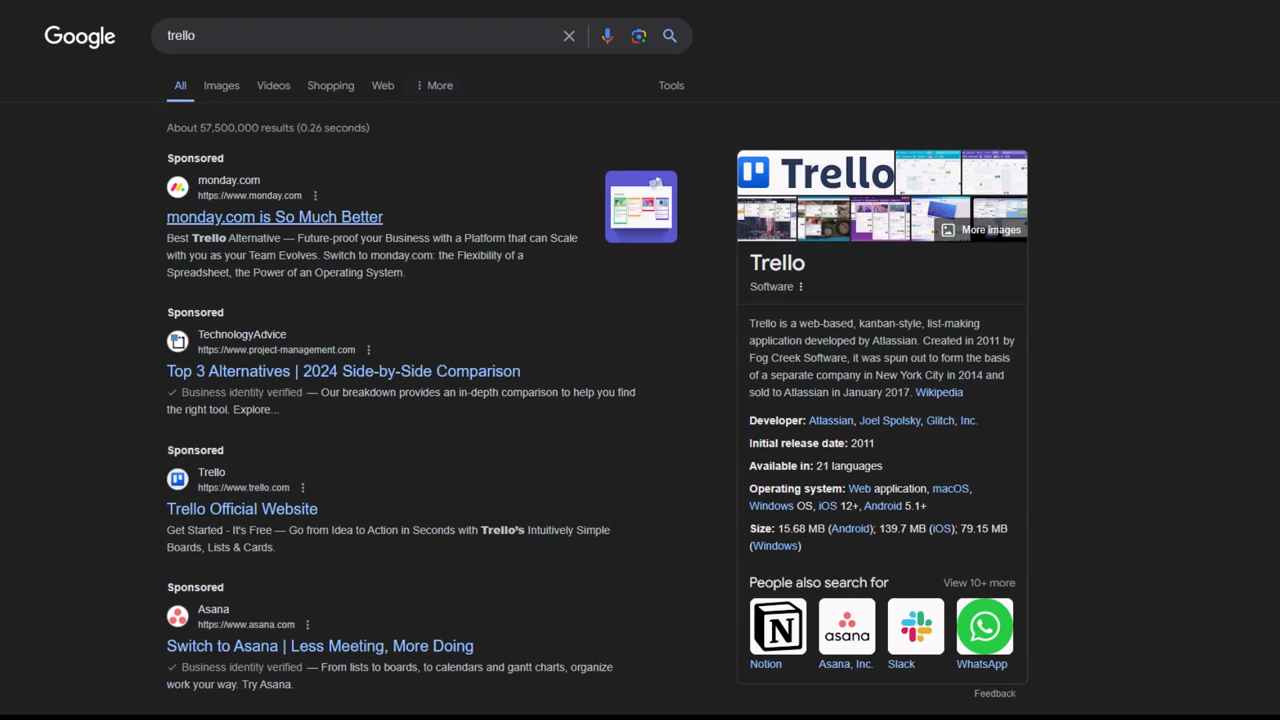 Google
trello
All Images Videos Shopping Web More Tools
About 57,500,000 results (0.26 seconds)
Sponsored
monday.com
https://www.monday.com
monday.com is So Much Better
Best Trello Alternative — Future-proof your Business with a Platform that can Scale
with you as your Team Evolves. Switch to monday.com: the Flexibility of a
Spreadsheet, the Power of an Operating System.
Sponsored
TechnologyAdvice
https://www.project-management.com
Top 3 Alternatives | 2024 Side-by-Side Comparison
Business identity verified — Our breakdown provides an in-depth comparison to help you find
the right tool. Explore...
Sponsored
Trello
https://www.trello.com
Trello Official Website
Get Started - It's Free — Go from Idea to Action in Seconds with Trello's Intuitively Simple
Boards, Lists & Cards.
Sponsored
Asana
https://www.asana.com
Switch to Asana | Less Meeting, More Doing
Business identity verified — From lists to boards, to calendars and gantt charts, organize
work your way. Try Asana.
Trello
More images
Trello
Software
Trello is a web-based, kanban-style, list-making
application developed by Atlassian. Created in 2011 by
Fog Creek Software, it was spun out to form the basis
of a separate company in New York City in 2014 and
sold to Atlassian in January 2017. Wikipedia
Developer: Atlassian, Joel Spolsky, Glitch, Inc.
Initial release date: 2011
Available in: 21 languages
Operating system: Web application, macOS,
Windows OS, iOS 12+, Android 5.1+
Size: 15.68 MB (Android); 139.7 MB (iOS); 79.15 MB
(Windows)
People also search for View 10+ more
asana
Notion Asana, Inc. Slack WhatsApp
Feedback